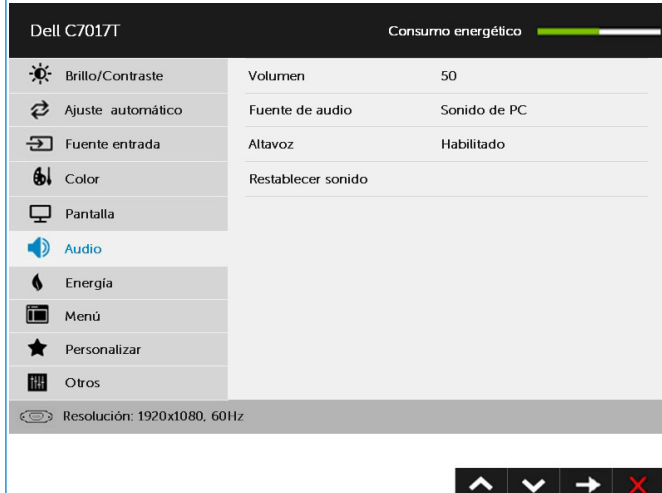 Dell C7017T Consumo energético
Brillo/Contraste Volumen 50
Ajuste automático Fuente de audio Sonido de PC
Fuente entrada Altavoz Habilitado
Color Restablecer sonido
Pantalla
Audio
Energía
Menú
Personalizar
Otros
Resolución: 1920x1080, 60Hz